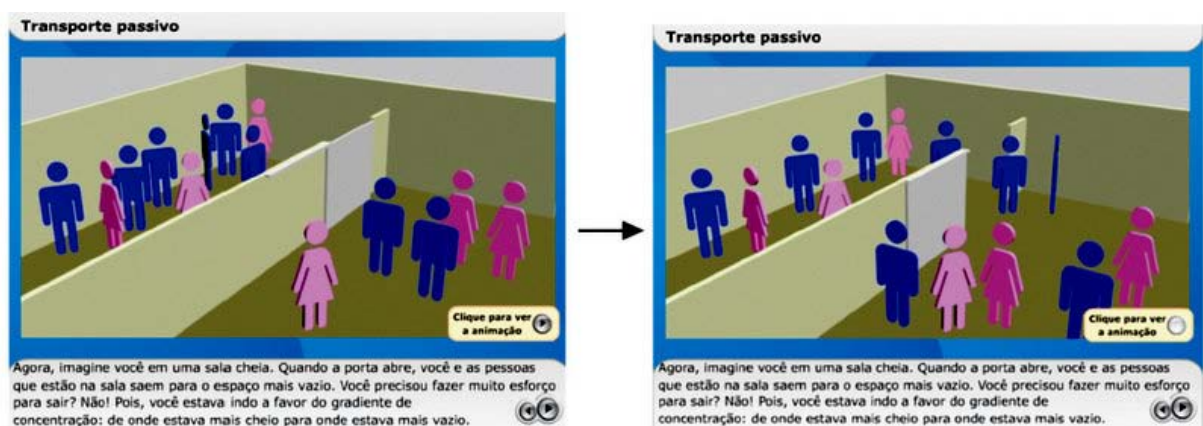 Transporte passivo
Clique para ver
a animação
Agora, imagine você em uma sala cheia. Quando a porta abre, você e as pessoas
que estão na sala saem para o espaço mais vazio. Você precisou fazer muito esforço
para sair? Não! Pois, você estava indo a favor do gradiente de
concentração: de onde estava mais cheio para onde estava mais vazio.
Transporte passivo
Clique para ver
a animação
Agora, imagine você em uma sala cheia. Quando a porta abre, você e as pessoas
que estão na sala saem para o espaço mais vazio. Você precisou fazer muito esforço
para sair? Não! Pois, você estava indo a favor do gradiente de
concentração: de onde estava mais cheio para onde estava mais vazio.